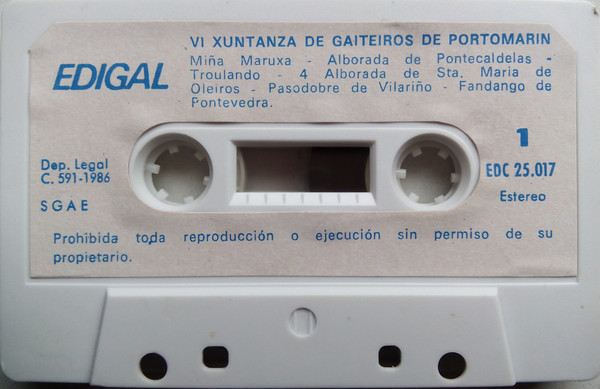 VI XUNTANZA DE GAITEIROS DE PORTOMARIN
EDIGAL
Miña Maruxa - Alborada de Pontecaldelas -
Troulando - 4 Alborada de Sta. Maria de
Oleiros - Pasodobre de Vilariño - Fandango de
Pontevedra.
1
Dep. Legal
C. 591-1986
EDC 25.017
SGAE
Estereo
Prohibida toda reproducción o ejecución sin permiso de su
propietario.